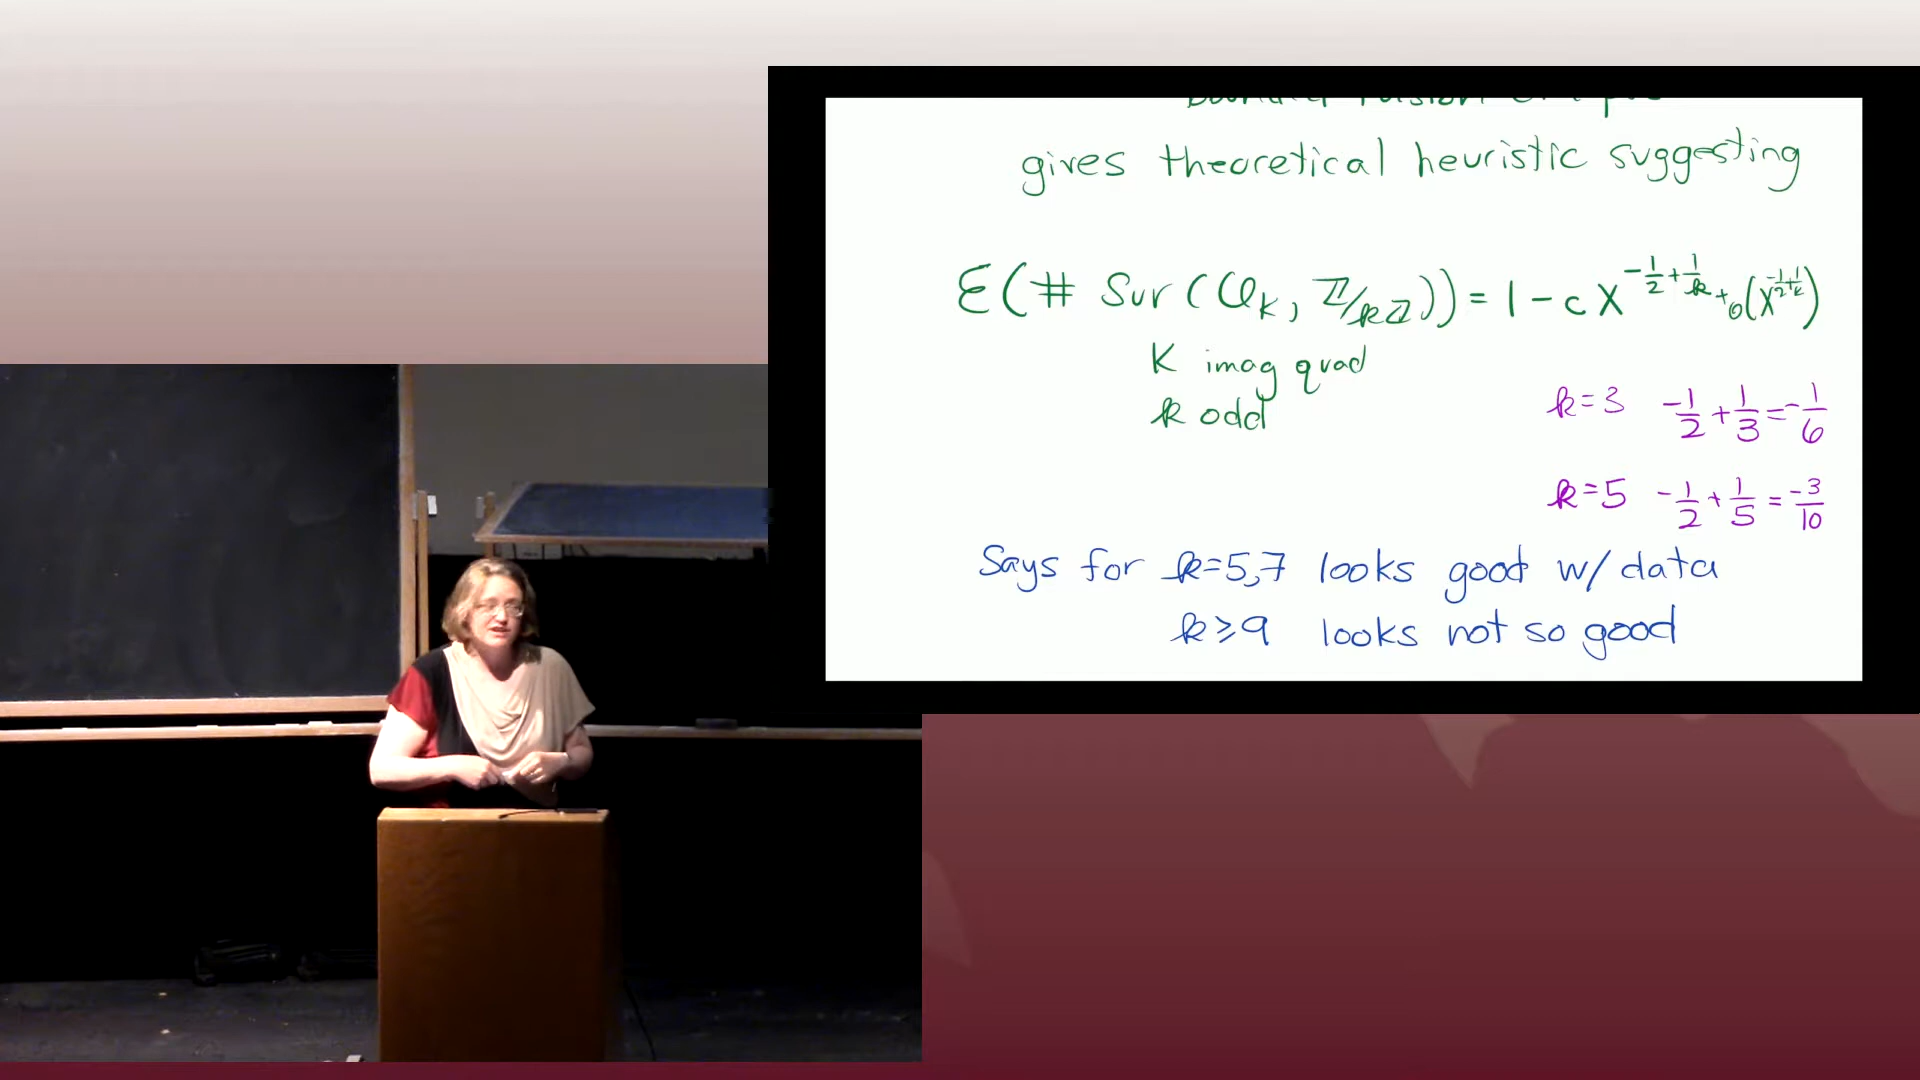 gives theoretical heuristic suggesting
E(# Sur(Cl_K, ℤ/kℤ)) = 1 - c X^{-1/2 + 1/k} + o(X^{-1/2 + 1/k})
K imag quad
k odd
k=3 -1/2 + 1/3 = -1/6
k=5 -1/2 + 1/5 = -3/10
Says for k=5,7 looks good w/ data
k≥9 looks not so good